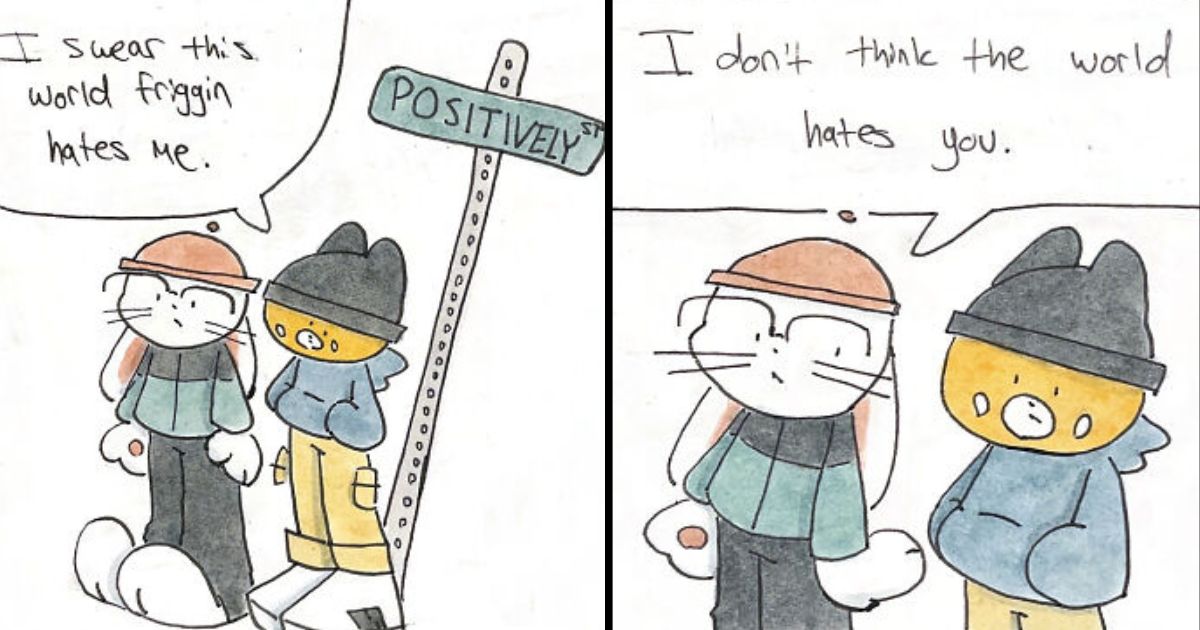 I swear this
world friggin
hates me.
POSITIVELY ST
I don't think the world
hates you.